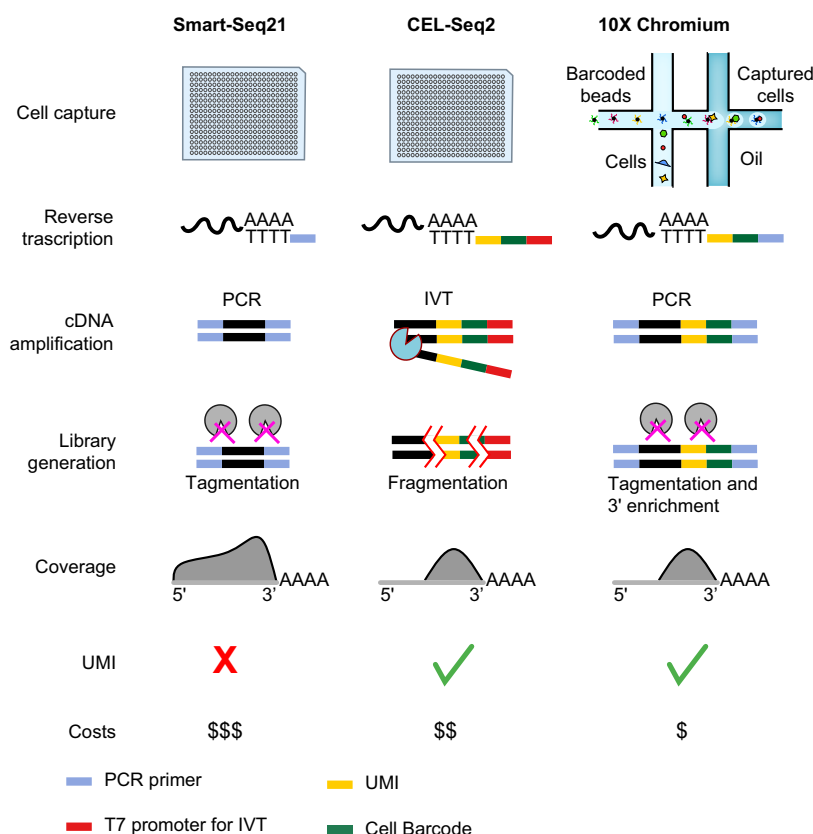 Smart-Seq21 CEL-Seq2 10X Chromium
Cell capture
Barcoded
beads
Captured
cells
Cells
Oil
Reverse
trascription
AAAA
TTTT
AAAA
TTTT
AAAA
TTTT
cDNA
amplification
PCR
IVT
PCR
Library
generation
Tagmentation
Fragmentation
Tagmentation and
3' enrichment
Coverage
AAAA
5' 3'
AAAA
5' 3'
AAAA
5' 3'
UMI
X
Costs
$$$
$$
$
PCR primer
UMI
T7 promoter for IVT
Cell Barcode